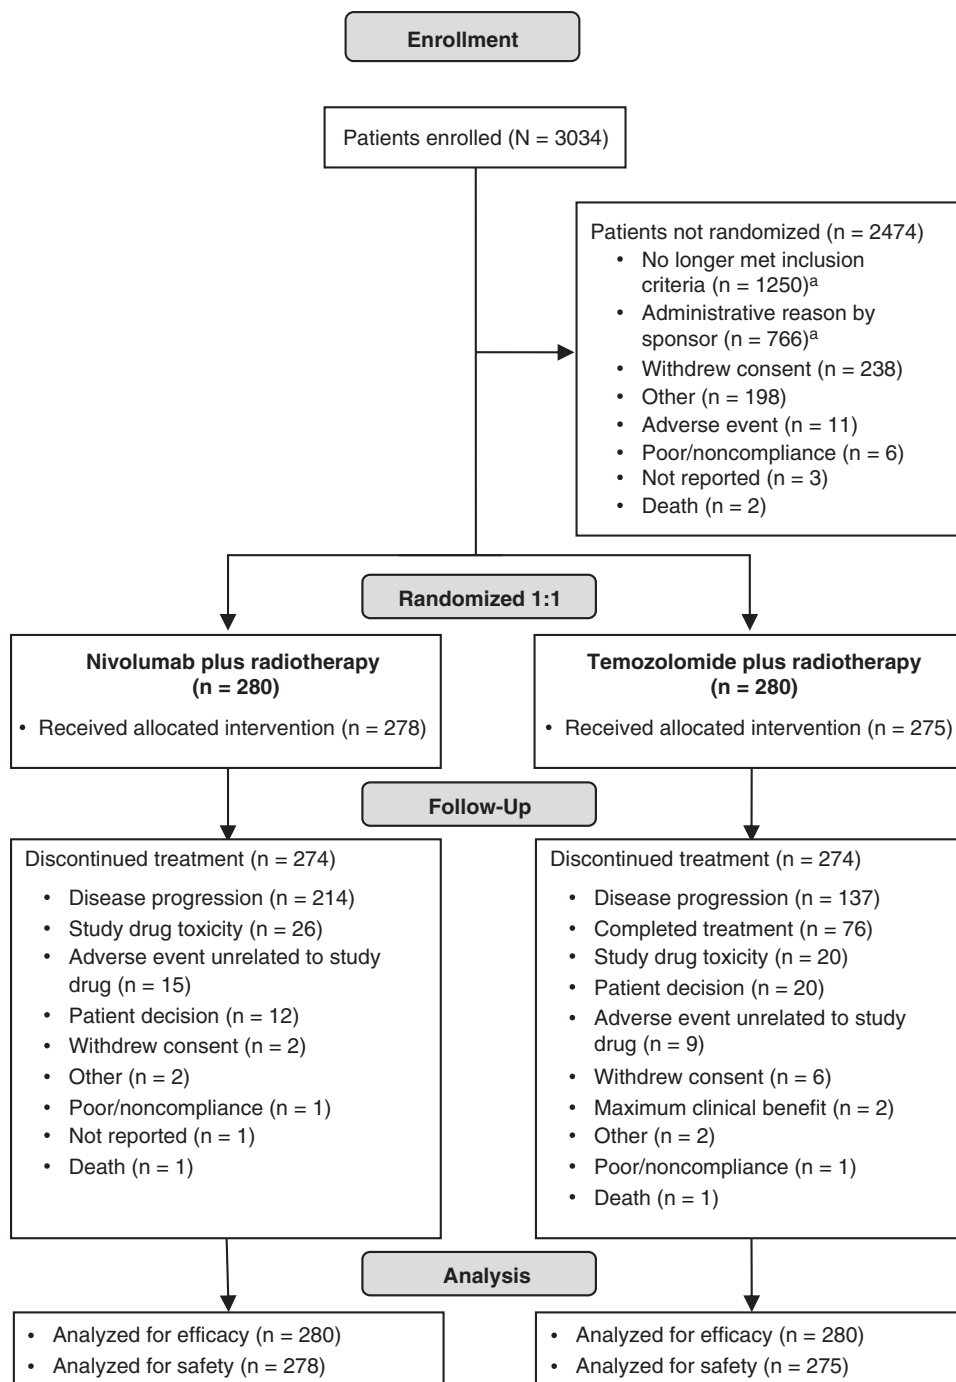 Enrollment
Patients enrolled (N = 3034)
Patients not randomized (n = 2474)
• No longer met inclusion
criteria (n = 1250)a
• Administrative reason by
sponsor (n = 766)a
• Withdrew consent (n = 238)
• Other (n = 198)
• Adverse event (n = 11)
• Poor/noncompliance (n = 6)
• Not reported (n = 3)
• Death (n = 2)
Randomized 1:1
Nivolumab plus radiotherapy
(n = 280)
• Received allocated intervention (n = 278)
Temozolomide plus radiotherapy
(n = 280)
• Received allocated intervention (n = 275)
Follow-Up
Discontinued treatment (n = 274)
• Disease progression (n = 214)
• Study drug toxicity (n = 26)
• Adverse event unrelated to study
drug (n = 15)
• Patient decision (n = 12)
• Withdrew consent (n = 2)
• Other (n = 2)
• Poor/noncompliance (n = 1)
• Not reported (n = 1)
• Death (n = 1)
Discontinued treatment (n = 274)
• Disease progression (n = 137)
• Completed treatment (n = 76)
• Study drug toxicity (n = 20)
• Patient decision (n = 20)
• Adverse event unrelated to study
drug (n = 9)
• Withdrew consent (n = 6)
• Maximum clinical benefit (n = 2)
• Other (n = 2)
• Poor/noncompliance (n = 1)
• Death (n = 1)
Analysis
• Analyzed for efficacy (n = 280)
• Analyzed for safety (n = 278)
• Analyzed for efficacy (n = 280)
• Analyzed for safety (n = 275)